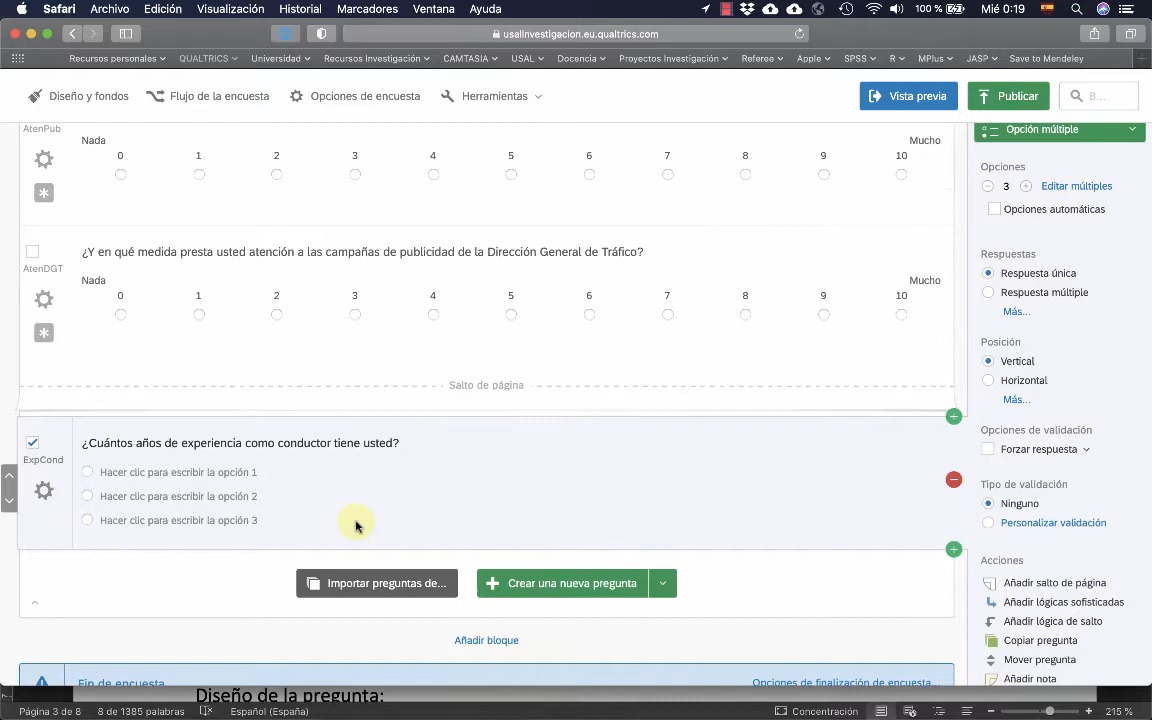 Safari Archivo Edición Visualización Historial Marcadores Ventana Ayuda 100 % Mié 0:19
usalinvestigacion.eu.qualtrics.com
Recursos personales QUALTRICS Universidad Recursos Investigación CAMTASIA USAL Docencia Proyectos Investigación Referee Apple SPSS R MPlus JASP Save to Mendeley
Diseño y fondos Flujo de la encuesta Opciones de encuesta Herramientas Vista previa Publicar B...
AtenPub
Nada Mucho
0 1 2 3 4 5 6 7 8 9 10
¿Y en qué medida presta usted atención a las campañas de publicidad de la Dirección General de Tráfico?
AtenDGT
Nada Mucho
0 1 2 3 4 5 6 7 8 9 10
Salto de página
¿Cuántos años de experiencia como conductor tiene usted?
ExpCond
Hacer clic para escribir la opción 1
Hacer clic para escribir la opción 2
Hacer clic para escribir la opción 3
Importar preguntas de... Crear una nueva pregunta
Añadir bloque
Fin de encuesta Opciones de finalización de encuesta...
Opción múltiple
Opciones
3 Editar múltiples
Opciones automáticas
Respuestas
Respuesta única
Respuesta múltiple
Más...
Posición
Vertical
Horizontal
Más...
Opciones de validación
Forzar respuesta
Tipo de validación
Ninguno
Personalizar validación
Acciones
Añadir salto de página
Añadir lógicas sofisticadas
Añadir lógica de salto
Copiar pregunta
Mover pregunta
Añadir nota
Diseño de la pregunta:
Página 3 de 8 8 de 1385 palabras Español (España) Concentración 215 %